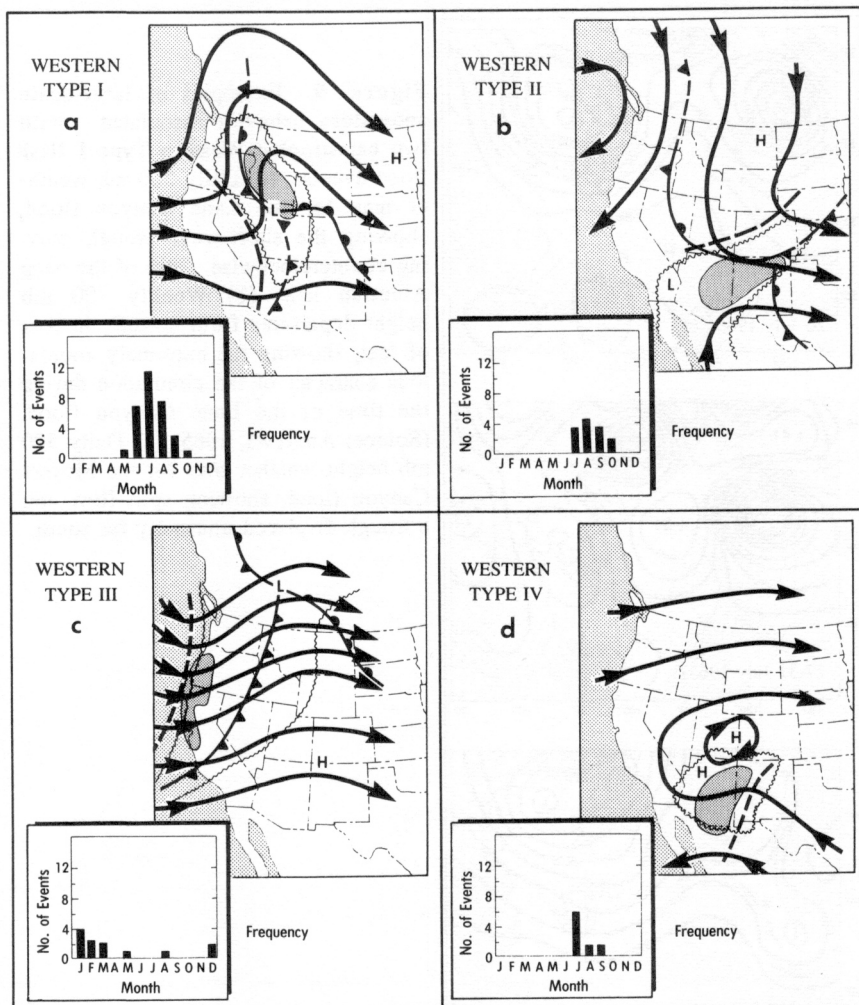 WESTERN
TYPE I
a
H
L
No. of Events
12
8
4
0
J F M A M J J A S O N D
Month
Frequency
WESTERN
TYPE II
b
H
L
No. of Events
12
8
4
0
J F M A M J J A S O N D
Month
Frequency
WESTERN
TYPE III
c
L
H
No. of Events
12
8
4
0
J F M A M J J A S O N D
Month
Frequency
WESTERN
TYPE IV
d
H
H
No. of Events
12
8
4
0
J F M A M J J A S O N D
Month
Frequency